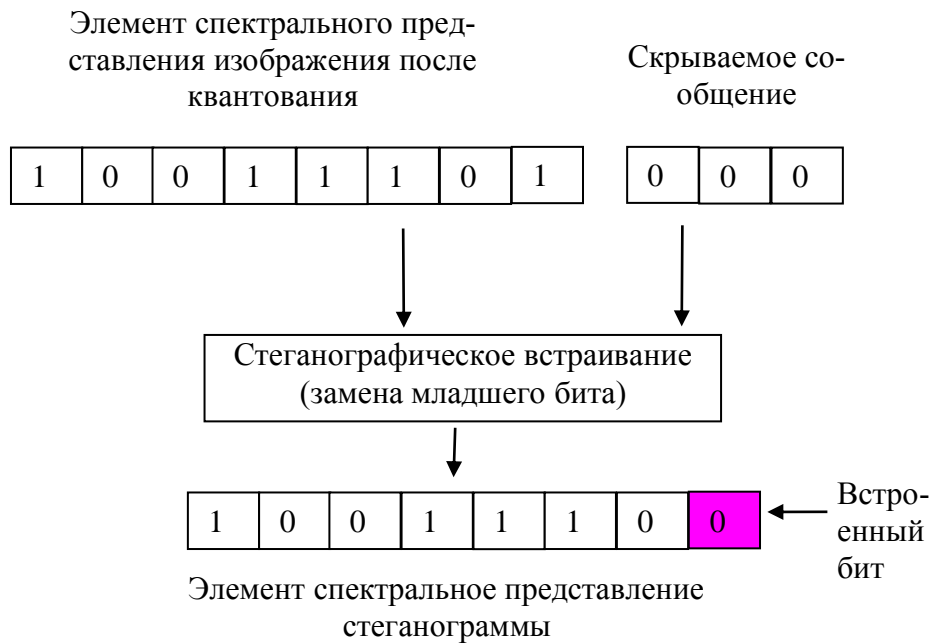 Элемент спектрального пред-
ставления изображения после
квантования
Скрываемое со-
общение
1 0 0 1 1 1 0 1
0 0 0
Стеганографическое встраивание
(замена младшего бита)
1 0 0 1 1 1 0 0
Встро-
енный
бит
Элемент спектральное представление
стеганограммы